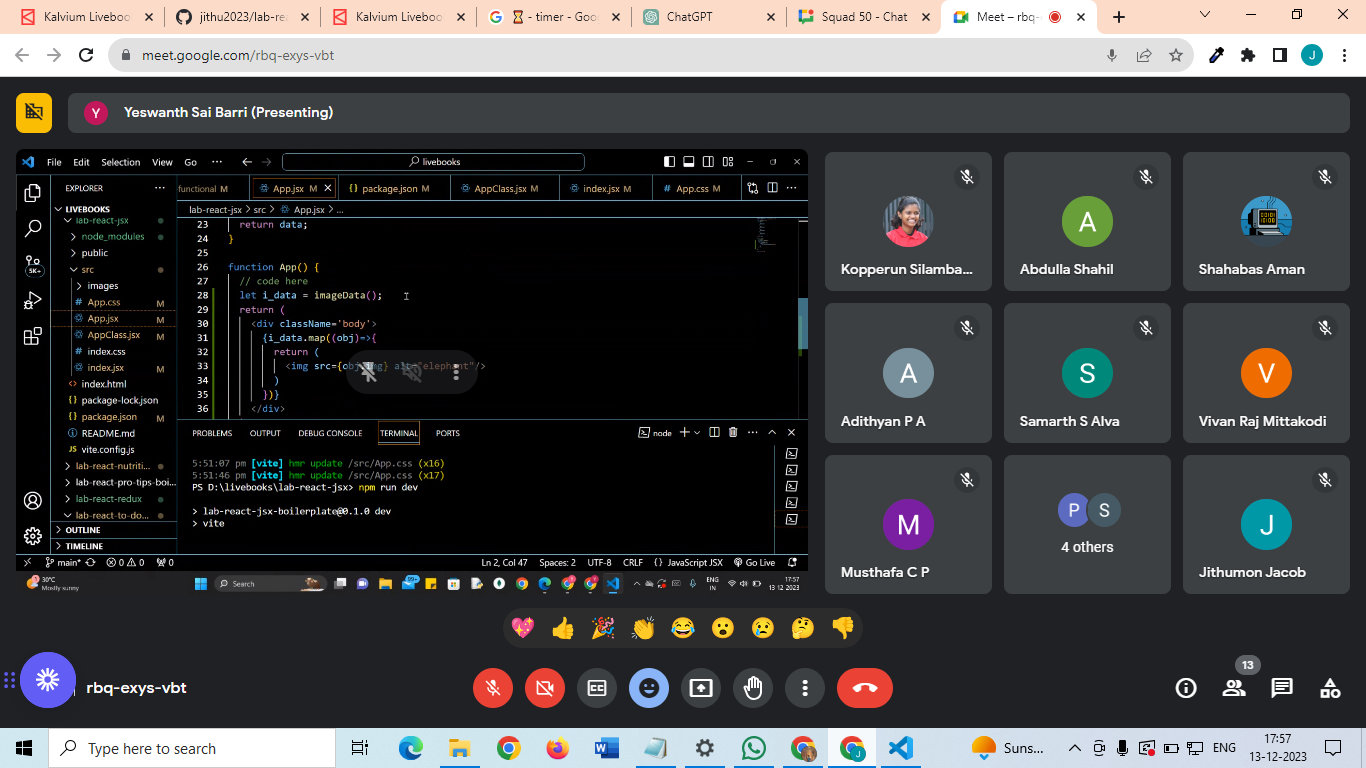 Kalvium Liveboo
jithu2023/lab-re
Kalvium Liveboo
- timer - Goo
ChatGPT
Squad 50 - Chat
Meet – rbq-
meet.google.com/rbq-exys-vbt
J
Y
Yeswanth Sai Barri (Presenting)
File Edit Selection View Go ··· livebooks
EXPLORER
functional M
App.jsx M
package.json M
AppClass.jsx M
index.jsx M
App.css M
LIVEBOOKS
lab-react-jsx
node_modules
public
src
images
App.css M
App.jsx M
AppClass.jsx M
index.css
index.jsx M
index.html
package-lock.json
package.json M
README.md
vite.config.js
lab-react-nutriti...
lab-react-pro-tips-boi...
lab-react-redux
lab-react-to-do...
OUTLINE
TIMELINE
5K+
lab-react-jsx > src > App.jsx > ...
23 return data;
24 }
25
26 function App() {
27 // code here
28 let i_data = imageData();
29 return (
30 <div className='body'>
31 {i_data.map((obj)=>{
32 return (
33 <img src={obj.img} alt="elephant"/>
34 )
35 })}
36 </div>
PROBLEMS OUTPUT DEBUG CONSOLE TERMINAL PORTS
node
5:51:07 pm [vite] hmr update /src/App.css (x16)
5:51:46 pm [vite] hmr update /src/App.css (x17)
PS D:\livebooks\lab-react-jsx> npm run dev
> lab-react-jsx-boilerplate@0.1.0 dev
> vite
main* 0 0 0
Ln 2, Col 47 Spaces: 2 UTF-8 CRLF { } JavaScript JSX Go Live
30°C
Mostly sunny
Search
99+
ENG
IN
17:57
13-12-2023
Kopperun Silamba...
A
Abdulla Shahil
Shahabas Aman
A
Adithyan P A
S
Samarth S Alva
V
Vivan Raj Mittakodi
M
Musthafa C P
P S
4 others
J
Jithumon Jacob
rbq-exys-vbt
13
Type here to search
Suns...
ENG
17:57
13-12-2023